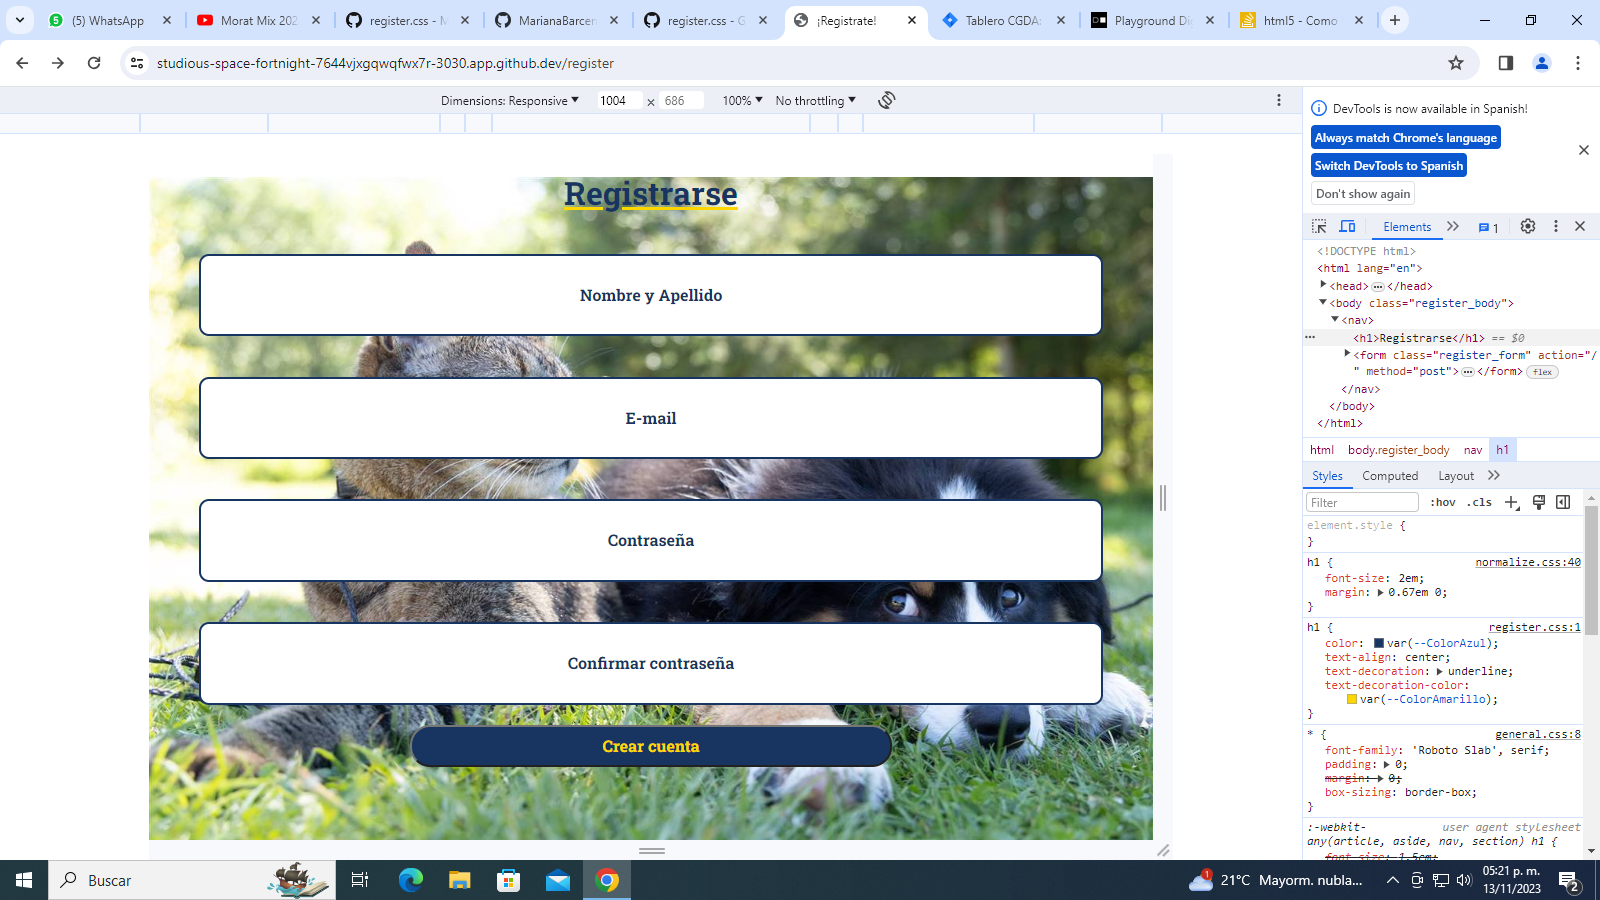 (5) WhatsApp
Morat Mix 202
register.css - M
MarianaBarcen
register.css - G
¡Registrate!
Tablero CGDA
Playground Di
html5 - Como
studious-space-fortnight-7644vjxgqwqfwx7r-3030.app.github.dev/register
Dimensions: Responsive
1004 × 686
100%
No throttling
DevTools is now available in Spanish!
Always match Chrome's language
Switch DevTools to Spanish
Don't show again
Elements
1
<!DOCTYPE html>
<html lang="en">
<head> </head>
<body class="register_body">
<nav>
<h1>Registrarse</h1> == $0
<form class="register_form" action="/
" method="post"> </form> flex
</nav>
</body>
</html>
html body.register_body nav h1
Styles Computed Layout
Filter :hov .cls
element.style {
}
h1 { normalize.css:40
font-size: 2em;
margin: 0.67em 0;
}
h1 { register.css:1
color: var(--ColorAzul);
text-align: center;
text-decoration: underline;
text-decoration-color:
var(--ColorAmarillo);
}
* { general.css:8
font-family: 'Roboto Slab', serif;
padding: 0;
margin: 0;
box-sizing: border-box;
}
:-webkit- user agent stylesheet
any(article, aside, nav, section) h1 {
font-size: 1.5em;
Registrarse
Nombre y Apellido
E-mail
Contraseña
Confirmar contraseña
Crear cuenta
Buscar
1
21°C Mayorm. nubla...
05:21 p. m.
13/11/2023
2